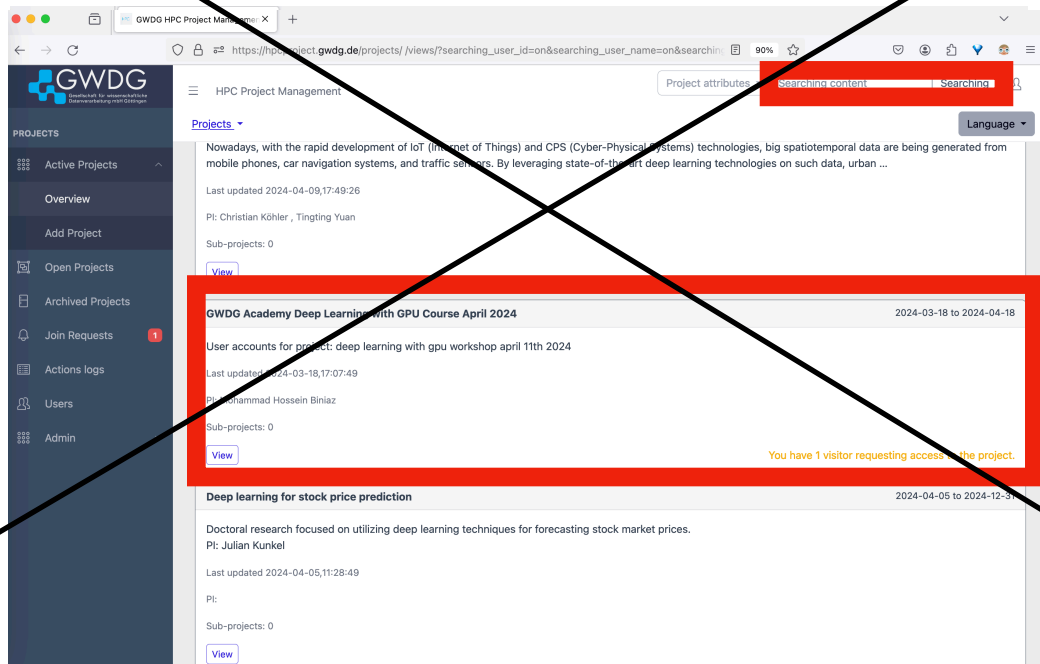 GWDG HPC Project Managemen
https://hpcproject.gwdg.de/projects/ /views/?searching_user_id=on&searching_user_name=on&searching
90%
GWDG
Gesellschaft für wissenschaftliche
Datenverarbeitung mbH Göttingen
HPC Project Management
Project attributes
Searching content
Searching
PROJECTS
Projects
Language
Active Projects
Overview
Add Project
Open Projects
Archived Projects
Join Requests 1
Actions logs
Users
Admin
Nowadays, with the rapid development of IoT (Internet of Things) and CPS (Cyber-Physical Systems) technologies, big spatiotemporal data are being generated from
mobile phones, car navigation systems, and traffic sensors. By leveraging state-of-the-art deep learning technologies on such data, urban ...
Last updated 2024-04-09,17:49:26
PI: Christian Köhler , Tingting Yuan
Sub-projects: 0
View
GWDG Academy Deep Learning with GPU Course April 2024 2024-03-18 to 2024-04-18
User accounts for project: deep learning with gpu workshop april 11th 2024
Last updated 2024-03-18,17:07:49
PI: Mohammad Hossein Biniaz
Sub-projects: 0
View
You have 1 visitor requesting access to the project.
Deep learning for stock price prediction 2024-04-05 to 2024-12-31
Doctoral research focused on utilizing deep learning techniques for forecasting stock market prices.
PI: Julian Kunkel
Last updated 2024-04-05,11:28:49
PI:
Sub-projects: 0
View